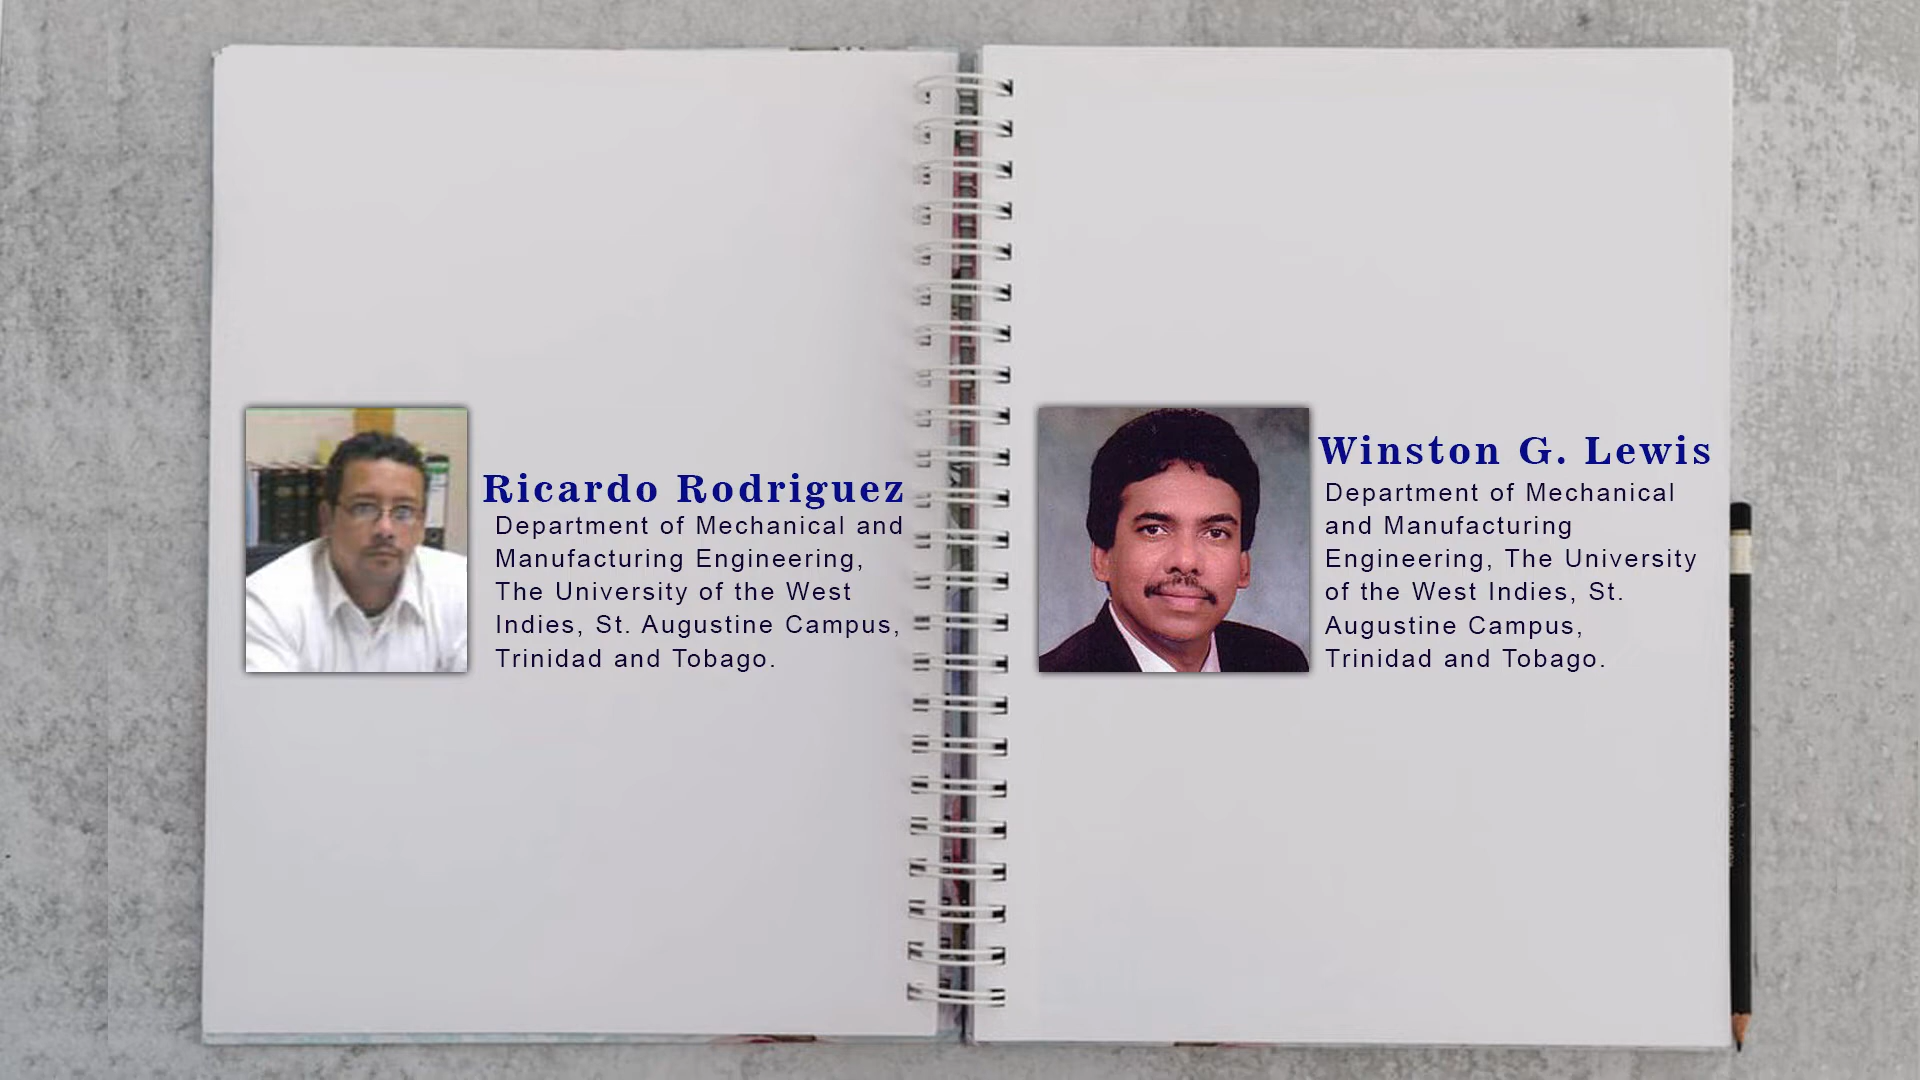 Ricardo Rodriguez
Department of Mechanical and
Manufacturing Engineering,
The University of the West
Indies, St. Augustine Campus,
Trinidad and Tobago.
Winston G. Lewis
Department of Mechanical
and Manufacturing
Engineering, The University
of the West Indies, St.
Augustine Campus,
Trinidad and Tobago.